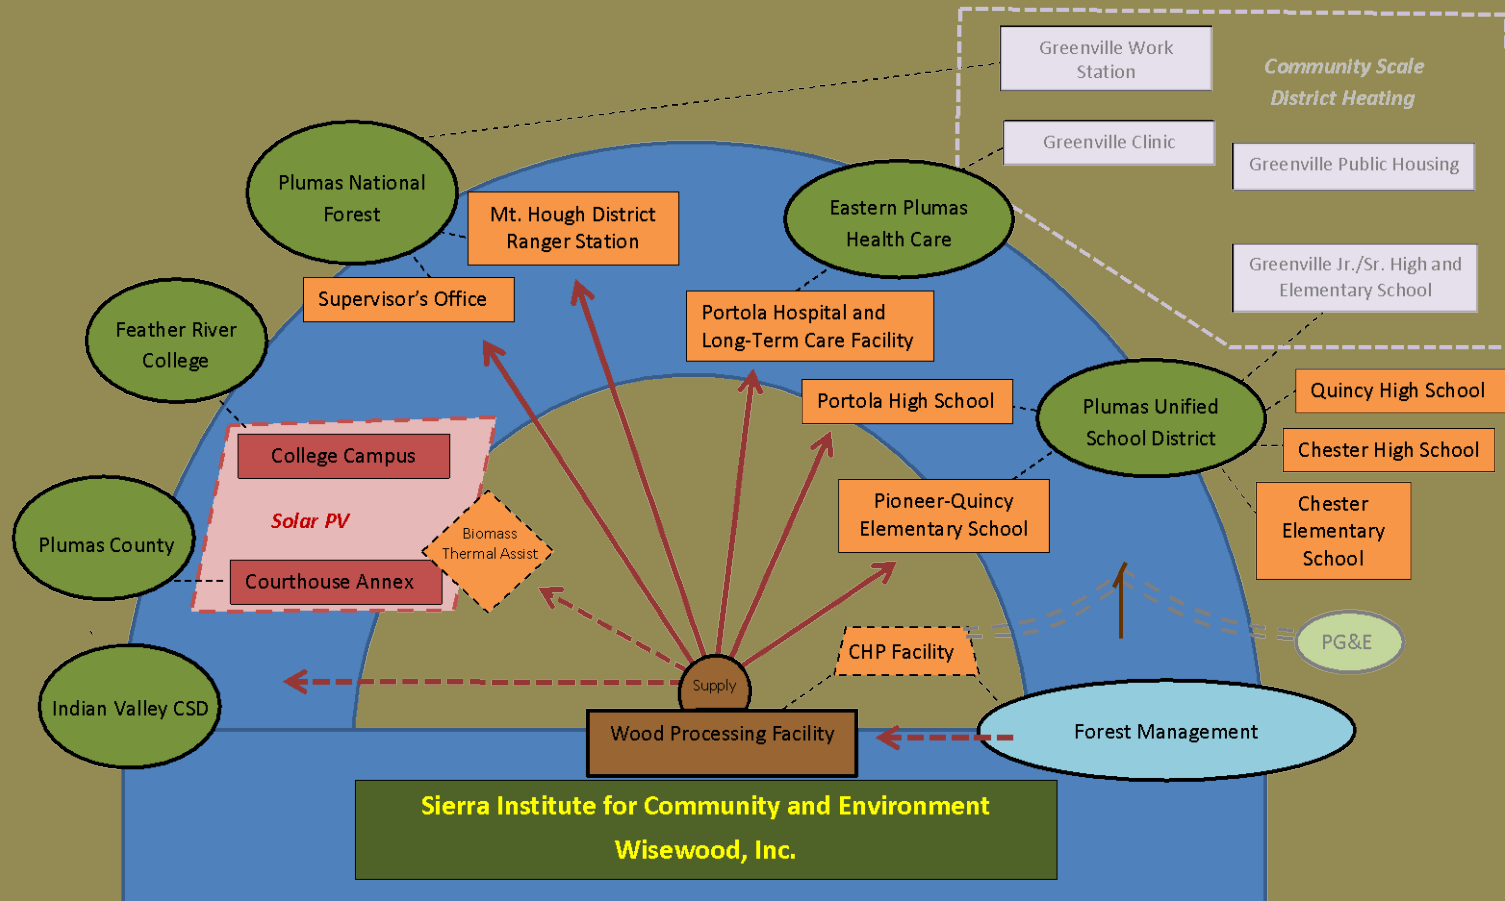 Greenville Work
Station
Community Scale
District Heating
Greenville Clinic
Greenville Public Housing
Plumas National
Forest
Mt. Hough District
Ranger Station
Eastern Plumas
Health Care
Greenville Jr./Sr. High and
Elementary School
Supervisor's Office
Feather River
College
Portola Hospital and
Long-Term Care Facility
Portola High School
Plumas Unified
School District
Quincy High School
Chester High School
College Campus
Solar PV
Pioneer-Quincy
Elementary School
Chester
Elementary
School
Plumas County
Biomass
Thermal Assist
Courthouse Annex
CHP Facility
PG&E
Supply
Indian Valley CSD
Wood Processing Facility
Forest Management
Sierra Institute for Community and Environment
Wisewood, Inc.